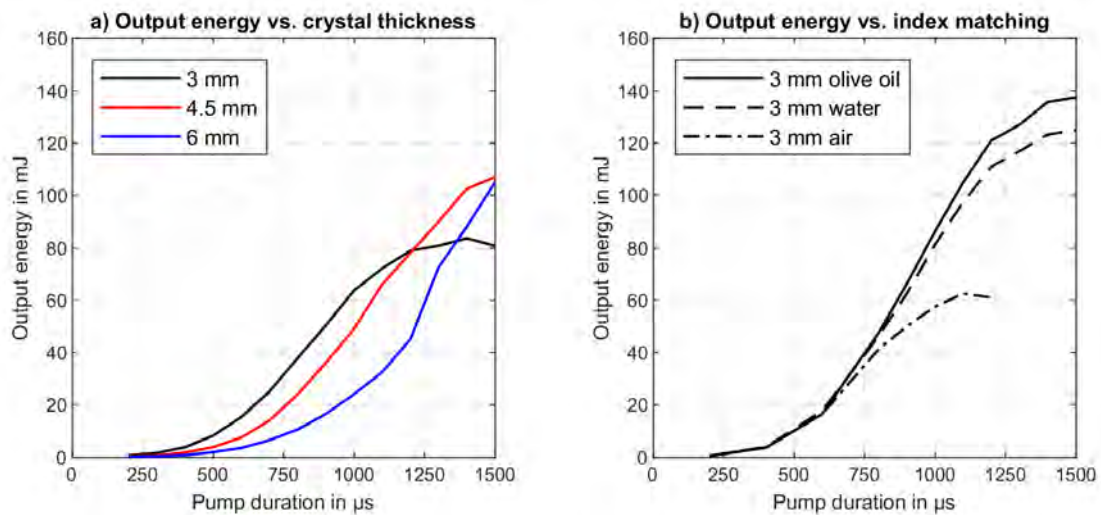 a) Output energy vs. crystal thickness
160
140
120
100
80
60
40
20
0
Output energy in mJ
3 mm
4.5 mm
6 mm
0 250 500 750 1000 1250 1500
Pump duration in µs
b) Output energy vs. index matching
160
140
120
100
80
60
40
20
0
Output energy in mJ
3 mm olive oil
3 mm water
3 mm air
0 250 500 750 1000 1250 1500
Pump duration in µs